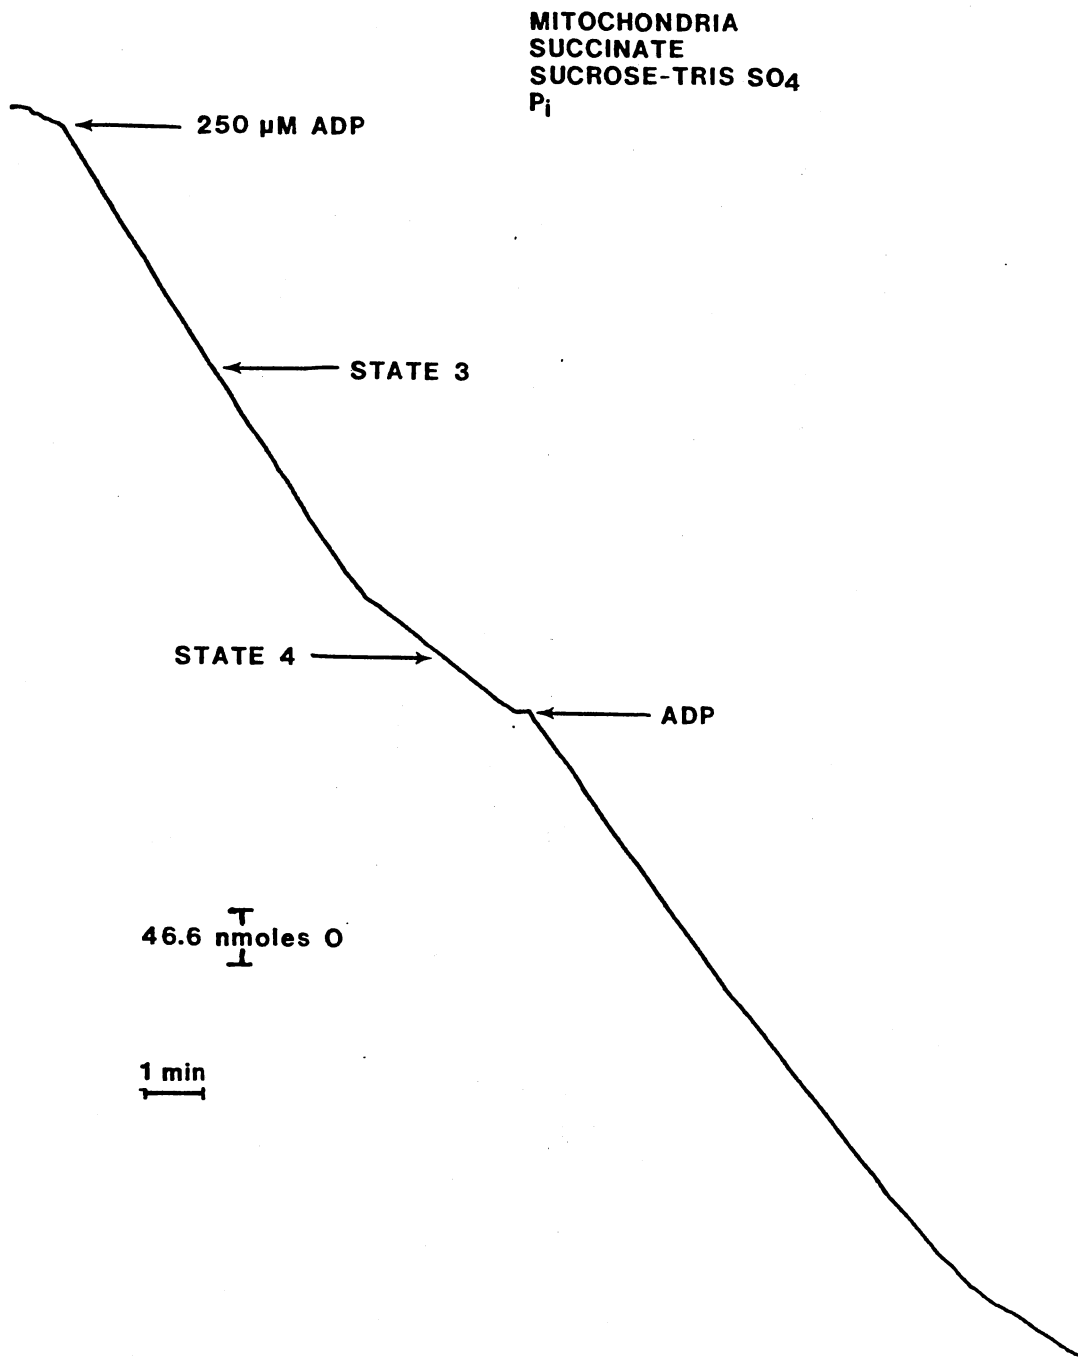 MITOCHONDRIA
SUCCINATE
SUCROSE-TRIS SO4
Pi
250 µM ADP
STATE 3
STATE 4
ADP
46.6 nmoles O
1 min